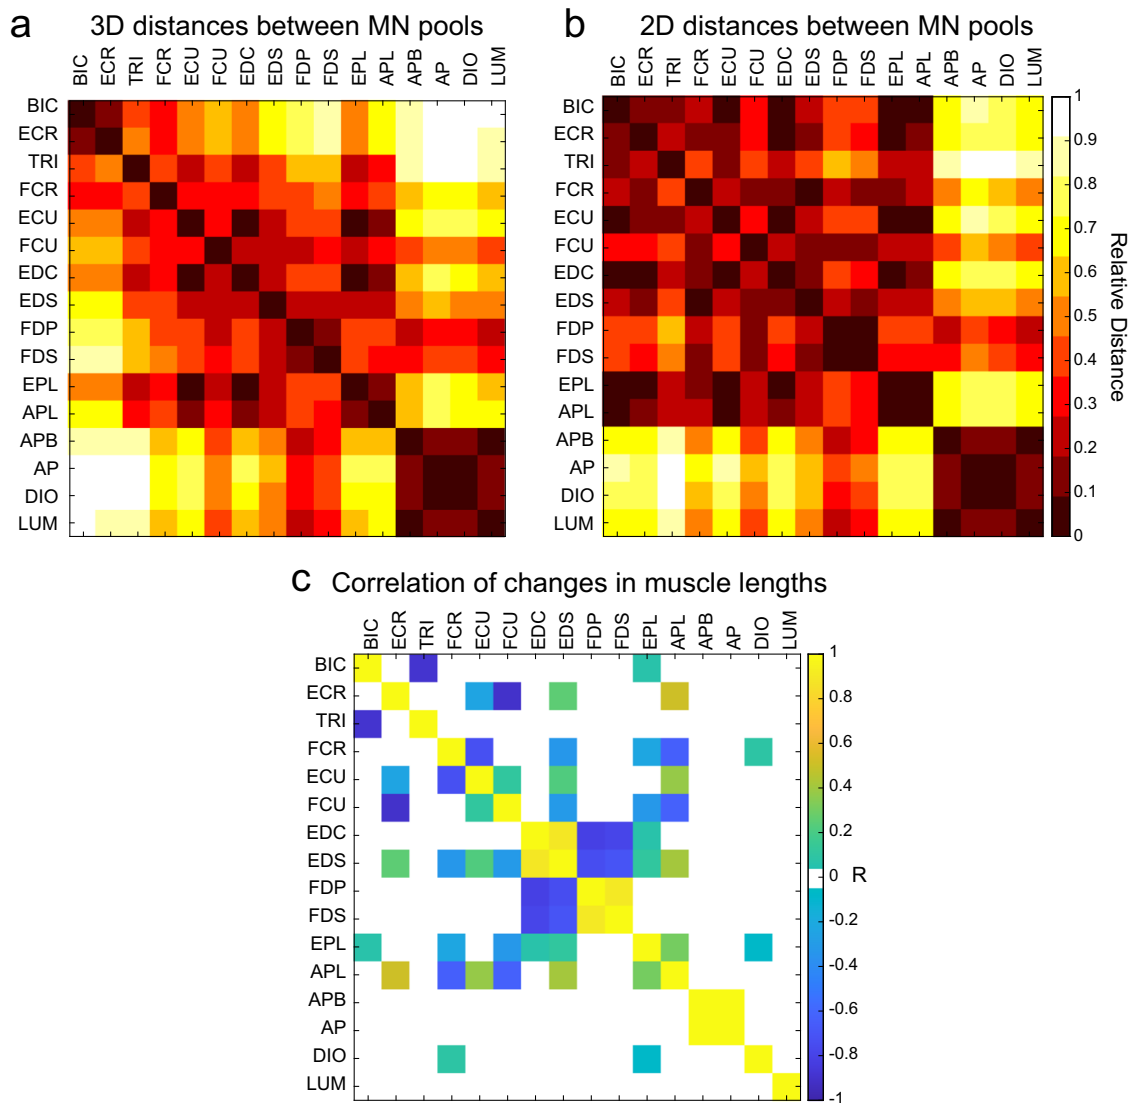 a 3D distances between MN pools
BIC ECR TRI FCR ECU FCU EDC EDS FDP FDS EPL APL APB AP DIO LUM
BIC
ECR
TRI
FCR
ECU
FCU
EDC
EDS
FDP
FDS
EPL
APL
APB
AP
DIO
LUM
b 2D distances between MN pools
BIC ECR TRI FCR ECU FCU EDC EDS FDP FDS EPL APL APB AP DIO LUM
BIC
ECR
TRI
FCR
ECU
FCU
EDC
EDS
FDP
FDS
EPL
APL
APB
AP
DIO
LUM
1
0.9
0.8
0.7
0.6
0.5
0.4
0.3
0.2
0.1
0
Relative Distance
c Correlation of changes in muscle lengths
BIC ECR TRI FCR ECU FCU EDC EDS FDP FDS EPL APL APB AP DIO LUM
BIC
ECR
TRI
FCR
ECU
FCU
EDC
EDS
FDP
FDS
EPL
APL
APB
AP
DIO
LUM
1
0.8
0.6
0.4
0.2
0 R
-0.2
-0.4
-0.6
-0.8
-1